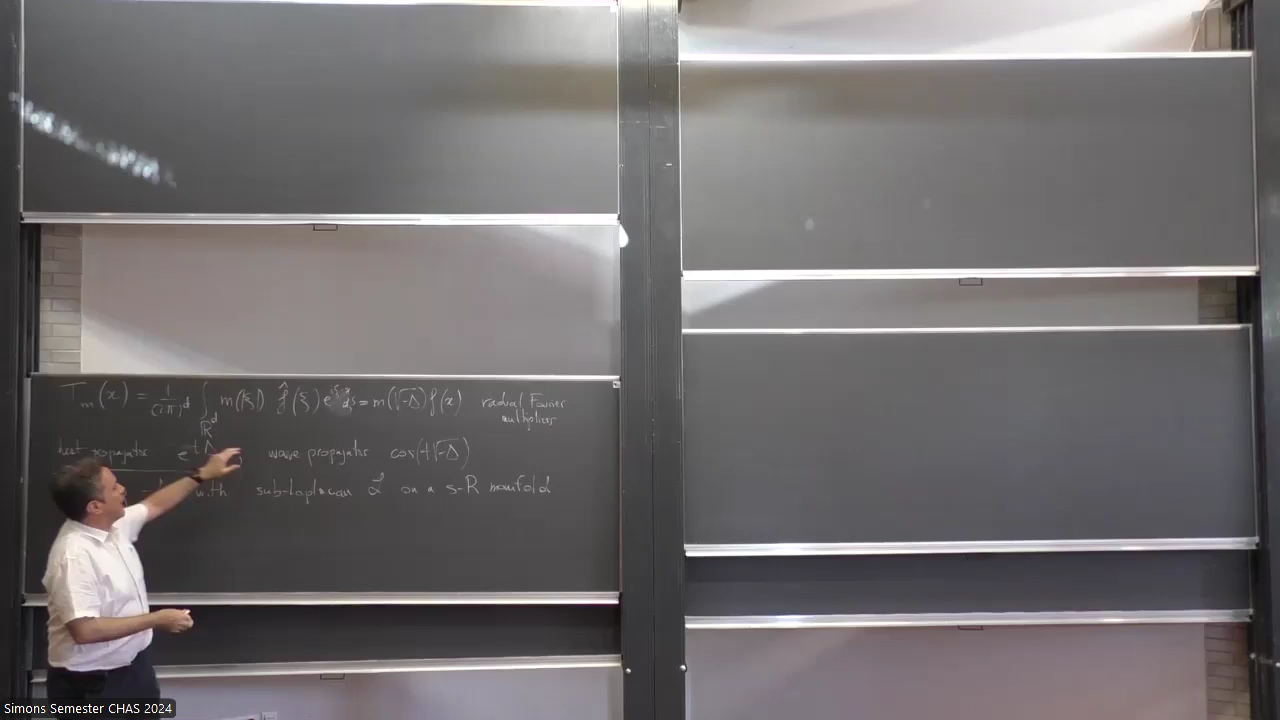 T_m(x) = 1/(2π)^d ∫_{ℝ^d} m(|ξ|) f̂(ξ) e^{iξ·x} dξ = m(√-Δ) f(x) radial Fourier multipliers
heat propagator e^{-tΔ} wave propagator cos(t√-Δ)
-Δ with sub-Laplacian ℒ on a s-R manifold
Simons Semester CHAS 2024